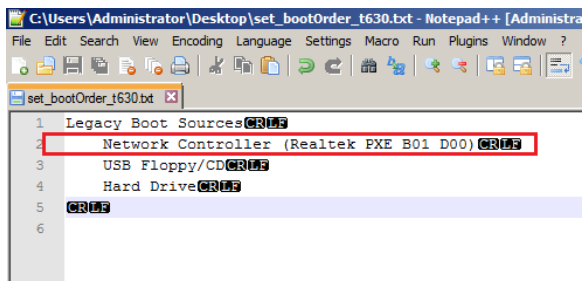 C:\Users\Administrator\Desktop\set_bootOrder_t630.txt - Notepad++ [Administra
File Edit Search View Encoding Language Settings Macro Run Plugins Window ?
set_bootOrder_t630.txt
1 Legacy Boot SourcesCRLF
2 Network Controller (Realtek PXE B01 D00)CRLF
3 USB Floppy/CDCRLF
4 Hard DriveCRLF
5 CRLF
6